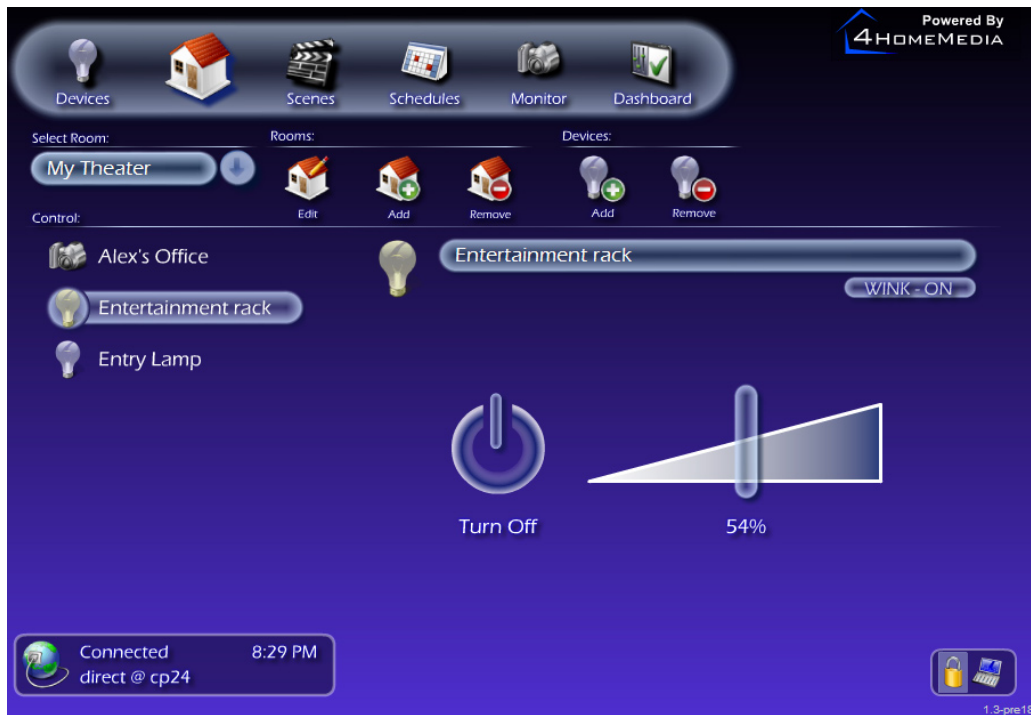 Powered By
4HOMEMEDIA
Devices
Scenes
Schedules
Monitor
Dashboard
Select Room:
Rooms:
Devices:
My Theater
Edit
Add
Remove
Add
Remove
Control:
Alex's Office
Entertainment rack
Entry Lamp
Entertainment rack
WINK - ON
Turn Off
54%
Connected
8:29 PM
direct @ cp24
1.3-pre18